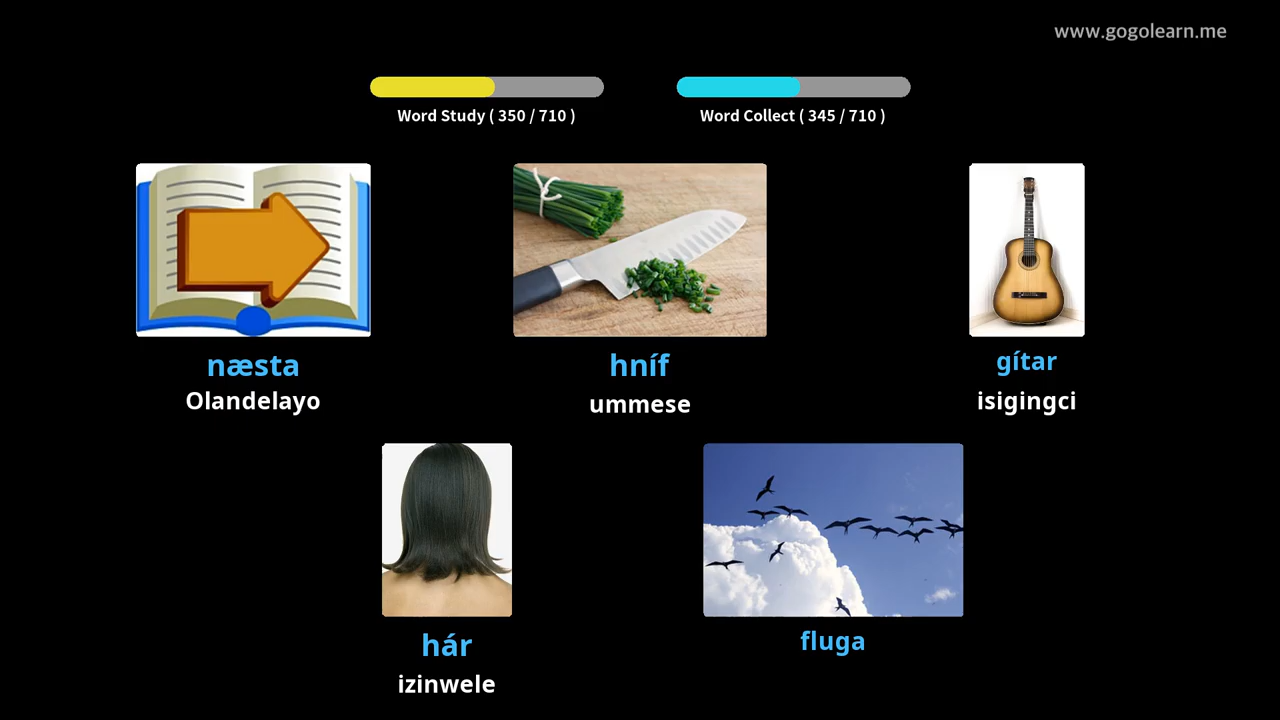 www.gogolearn.me
Word Study ( 350 / 710 )
Word Collect ( 345 / 710 )
næsta
Olandelayo
hníf
ummese
gítar
isigingci
hár
izinwele
fluga